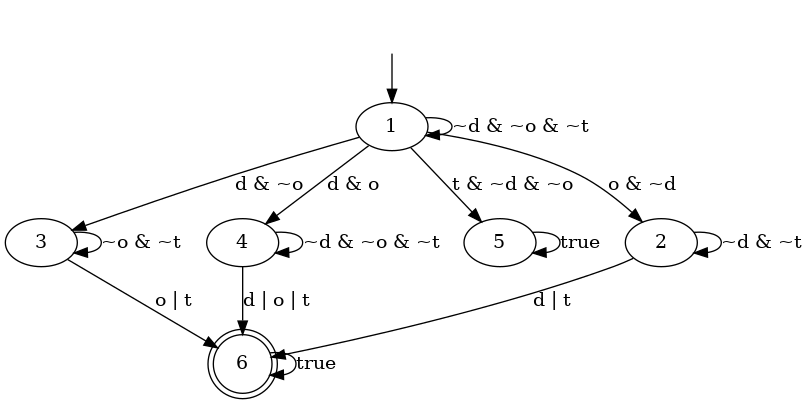 1
~d & ~o & ~t
d & ~o
d & o
t & ~d & ~o
o & ~d
3
~o & ~t
4
~d & ~o & ~t
5
true
2
~d & ~t
o | t
d | o | t
d | t
6
true